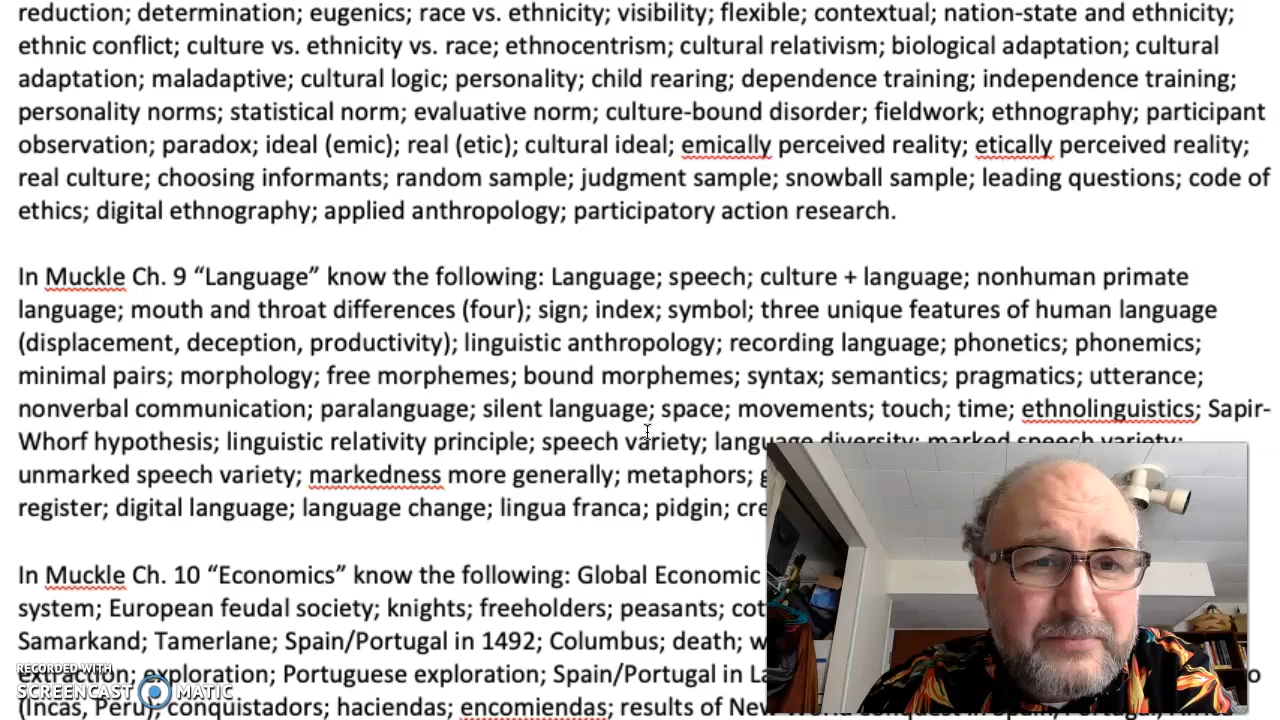 reduction; determination; eugenics; race vs. ethnicity; visibility; flexible; contextual; nation-state and ethnicity;
ethnic conflict; culture vs. ethnicity vs. race; ethnocentrism; cultural relativism; biological adaptation; cultural
adaptation; maladaptive; cultural logic; personality; child rearing; dependence training; independence training;
personality norms; statistical norm; evaluative norm; culture-bound disorder; fieldwork; ethnography; participant
observation; paradox; ideal (emic); real (etic); cultural ideal; emically perceived reality; etically perceived reality;
real culture; choosing informants; random sample; judgment sample; snowball sample; leading questions; code of
ethics; digital ethnography; applied anthropology; participatory action research.
In Muckle Ch. 9 “Language” know the following: Language; speech; culture + language; nonhuman primate
language; mouth and throat differences (four); sign; index; symbol; three unique features of human language
(displacement, deception, productivity); linguistic anthropology; recording language; phonetics; phonemics;
minimal pairs; morphology; free morphemes; bound morphemes; syntax; semantics; pragmatics; utterance;
nonverbal communication; paralanguage; silent language; space; movements; touch; time; ethnolinguistics; Sapir-
Whorf hypothesis; linguistic relativity principle; speech variety; language diversity; marked speech variety;
unmarked speech variety; markedness more generally; metaphors;
register; digital language; language change; lingua franca; pidgin;
In Muckle Ch. 10 “Economics” know the following: Global Economic
system; European feudal society; knights; freeholders; peasants;
Samarkand; Tamerlane; Spain/Portugal in 1492; Columbus; death;
extraction; exploration; Portuguese exploration; Spain/Portugal in
(Incas, Peru); conquistadors; haciendas; encomiendas; results of
RECORDED WITH
SCREENCAST MATIC